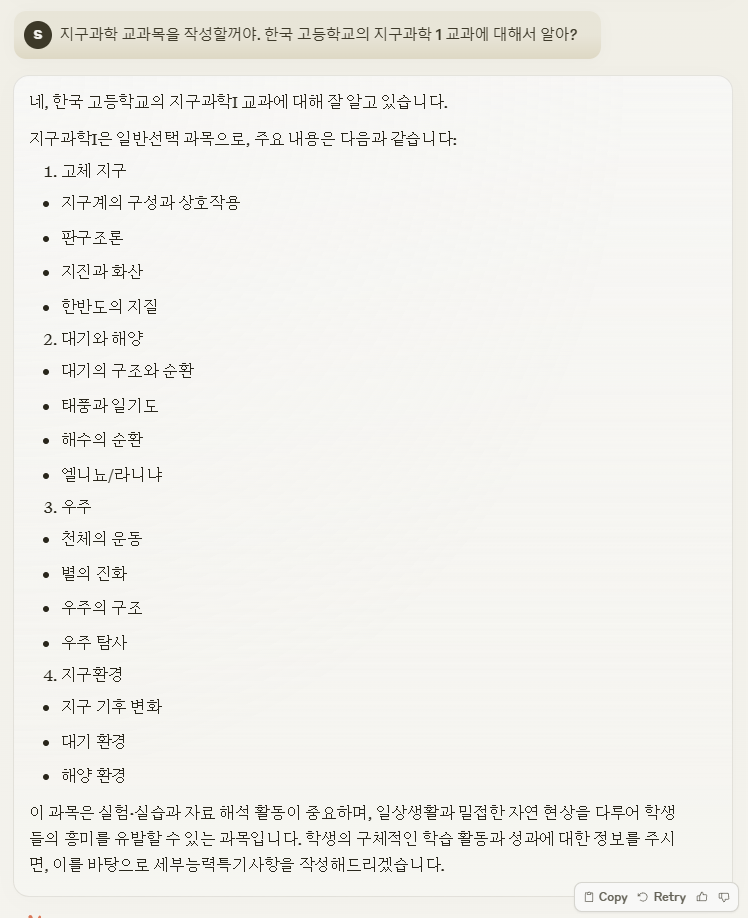 S 지구과학 교과목을 작성할꺼야. 한국 고등학교의 지구과학 1 교과에 대해서 알아?
네, 한국 고등학교의 지구과학I 교과에 대해 잘 알고 있습니다.
지구과학I은 일반선택 과목으로, 주요 내용은 다음과 같습니다:
1. 고체 지구
• 지구계의 구성과 상호작용
• 판구조론
• 지진과 화산
• 한반도의 지질
2. 대기와 해양
• 대기의 구조와 순환
• 태풍과 일기도
• 해수의 순환
• 엘니뇨/라니냐
3. 우주
• 천체의 운동
• 별의 진화
• 우주의 구조
• 우주 탐사
4. 지구환경
• 지구 기후 변화
• 대기 환경
• 해양 환경
이 과목은 실험·실습과 자료 해석 활동이 중요하며, 일상생활과 밀접한 자연 현상을 다루어 학생
들의 흥미를 유발할 수 있는 과목입니다. 학생의 구체적인 학습 활동과 성과에 대한 정보를 주시
면, 이를 바탕으로 세부능력특기사항을 작성해드리겠습니다.
Copy Retry